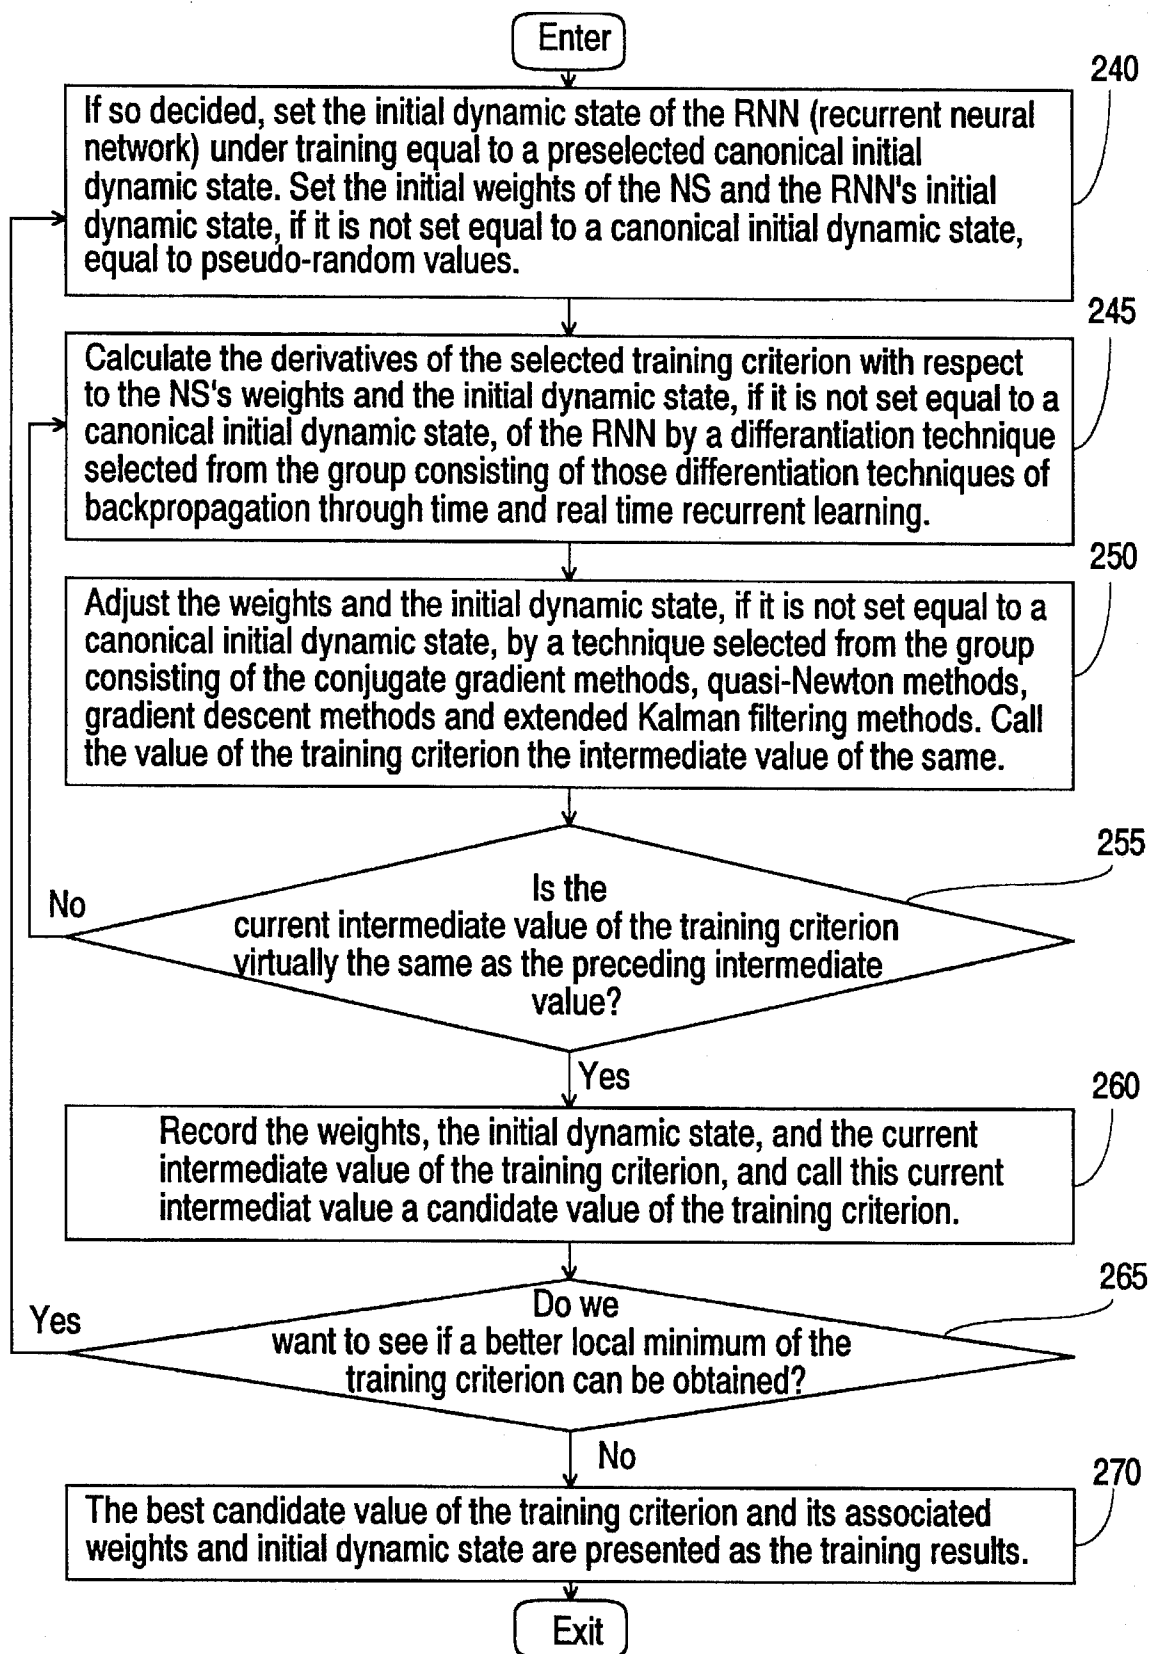 Enter
240
If so decided, set the initial dynamic state of the RNN (recurrent neural
network) under training equal to a preselected canonical initial
dynamic state. Set the initial weights of the NS and the RNN's initial
dynamic state, if it is not set equal to a canonical initial dynamic state,
equal to pseudo-random values.
245
Calculate the derivatives of the selected training criterion with respect
to the NS's weights and the initial dynamic state, if it is not set equal to a
canonical initial dynamic state, of the RNN by a differantiation technique
selected from the group consisting of those differentiation techniques of
backpropagation through time and real time recurrent learning.
250
Adjust the weights and the initial dynamic state, if it is not set equal to a
canonical initial dynamic state, by a technique selected from the group
consisting of the conjugate gradient methods, quasi-Newton methods,
gradient descent methods and extended Kalman filtering methods. Call
the value of the training criterion the intermediate value of the same.
255
No
Is the
current intermediate value of the training criterion
virtually the same as the preceding intermediate
value?
Yes
260
Record the weights, the initial dynamic state, and the current
intermediate value of the training criterion, and call this current
intermediat value a candidate value of the training criterion.
265
Yes
Do we
want to see if a better local minimum of the
training criterion can be obtained?
No
270
The best candidate value of the training criterion and its associated
weights and initial dynamic state are presented as the training results.
Exit